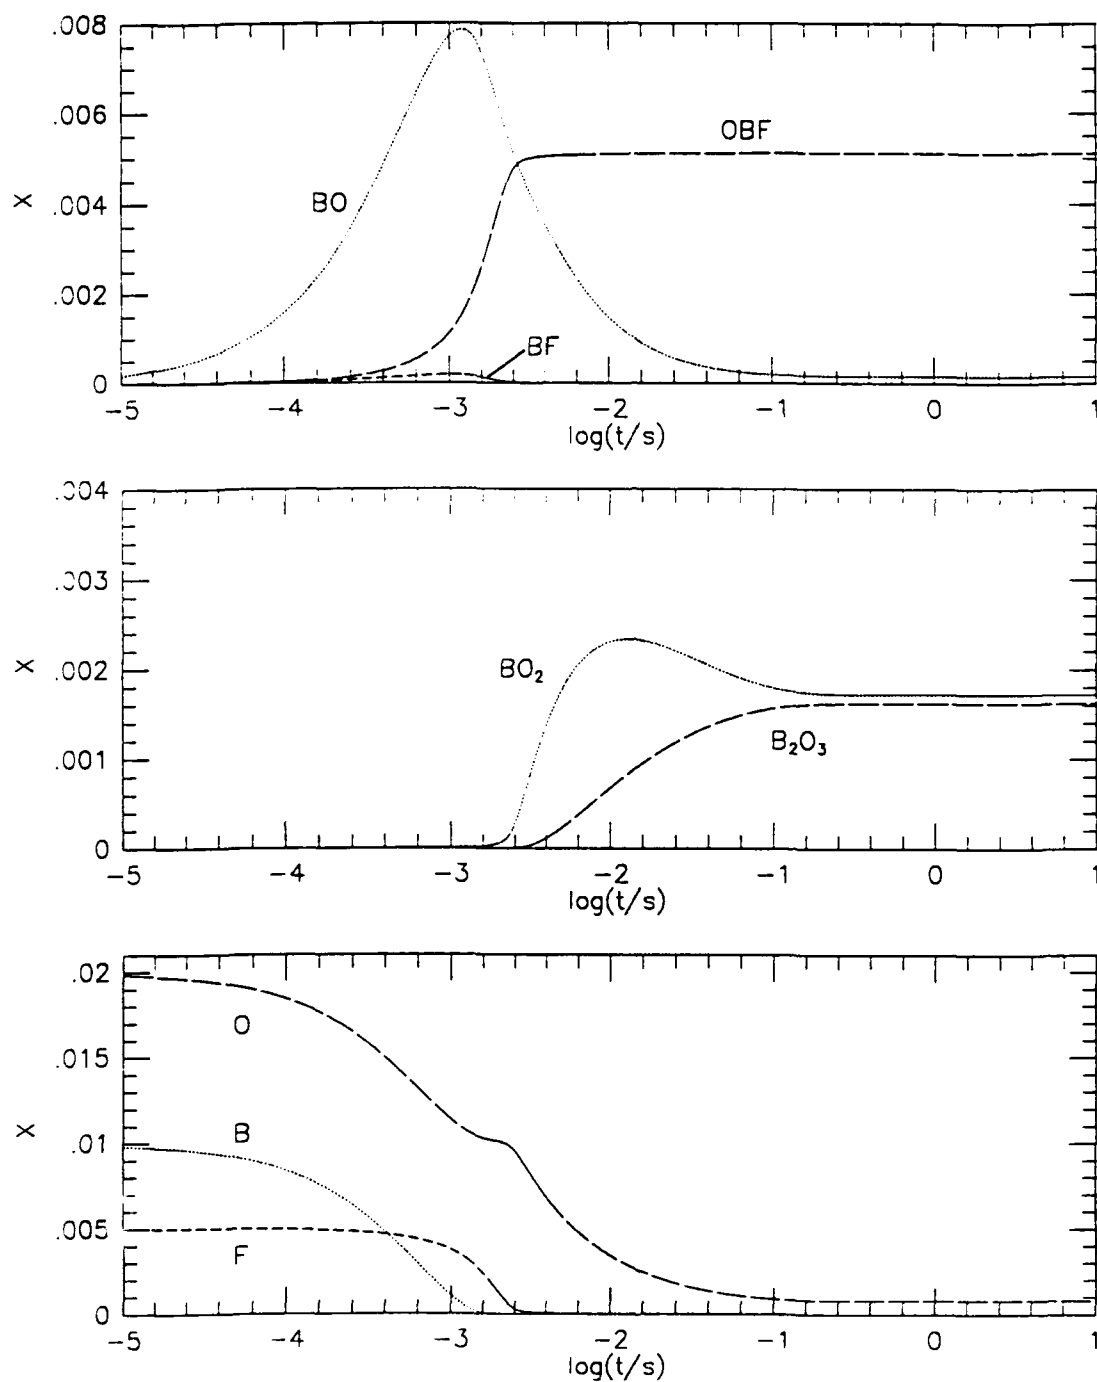 .008
.006
.004
.002
0
X
BO
OBF
BF
-5 -4 -3 -2 -1 0 1
log(t/s)
.004
.003
.002
.001
0
X
BO₂
B₂O₃
-5 -4 -3 -2 -1 0 1
log(t/s)
.02
.015
.01
.005
0
X
O
B
F
-5 -4 -3 -2 -1 0 1
log(t/s)